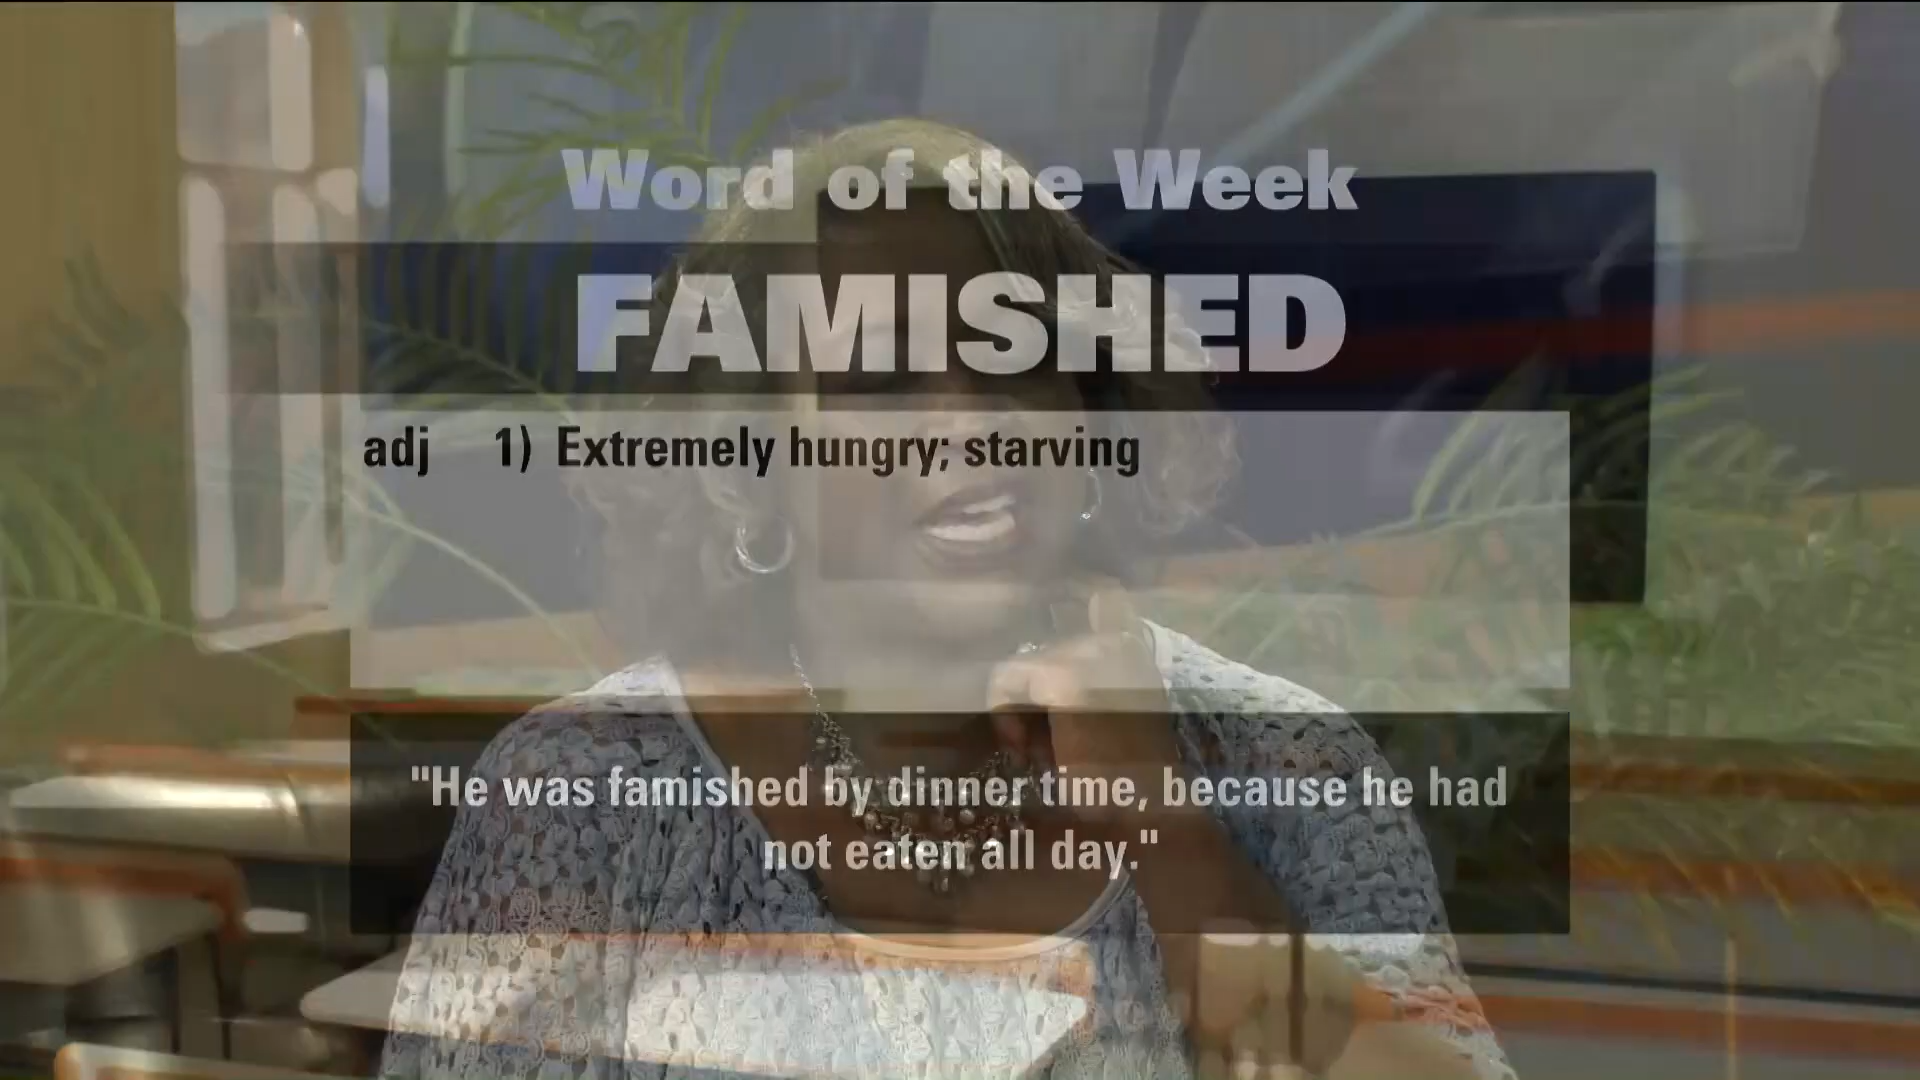 Word of the Week
FAMISHED
adj 1) Extremely hungry; starving
"He was famished by dinner time, because he had
not eaten all day."